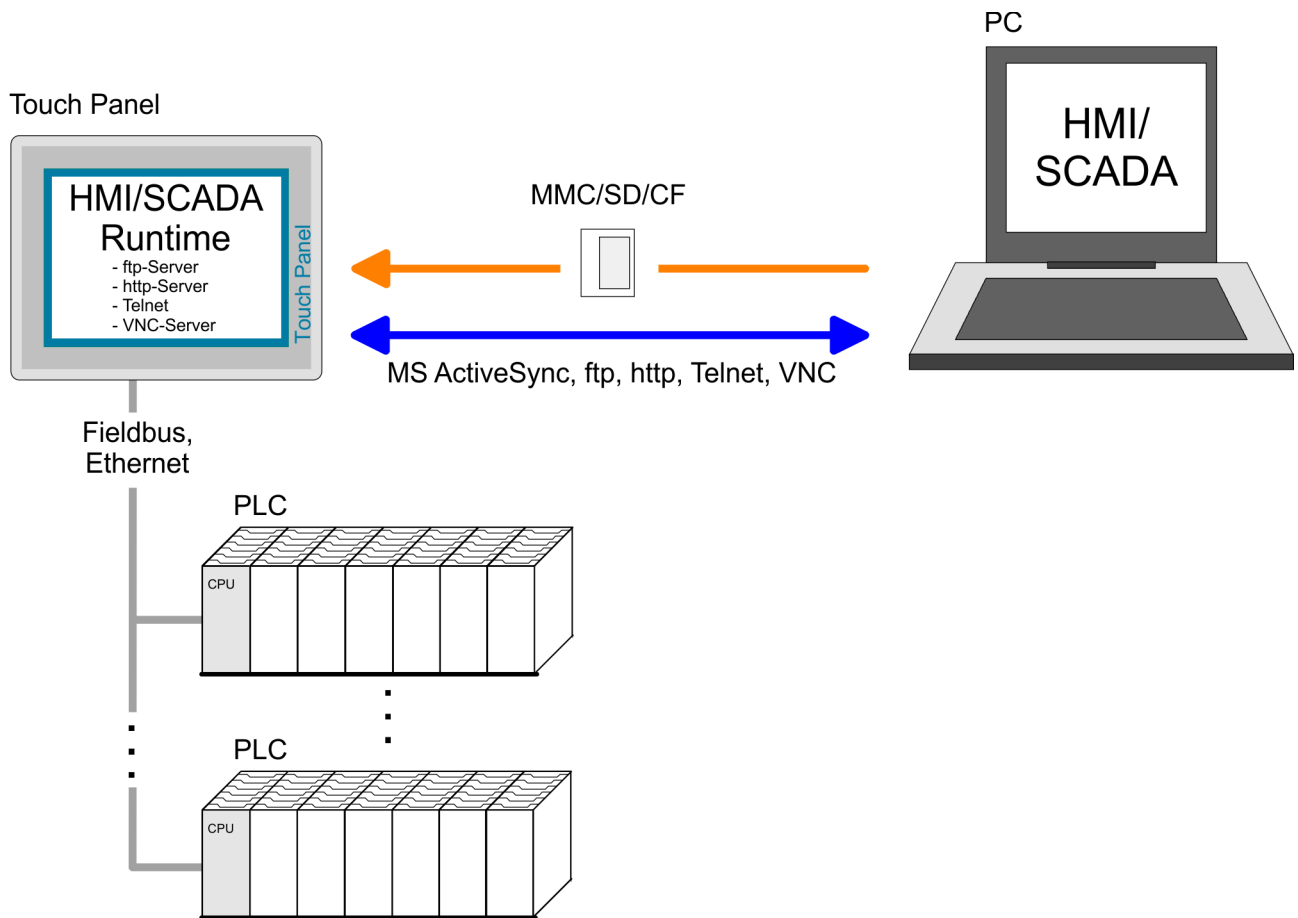 PC
Touch Panel
HMI/SCADA
Runtime
- ftp-Server
- http-Server
- Telnet
- VNC-Server
Touch Panel
MMC/SD/CF
HMI/
SCADA
MS ActiveSync, ftp, http, Telnet, VNC
Fieldbus,
Ethernet
PLC
CPU
PLC
CPU